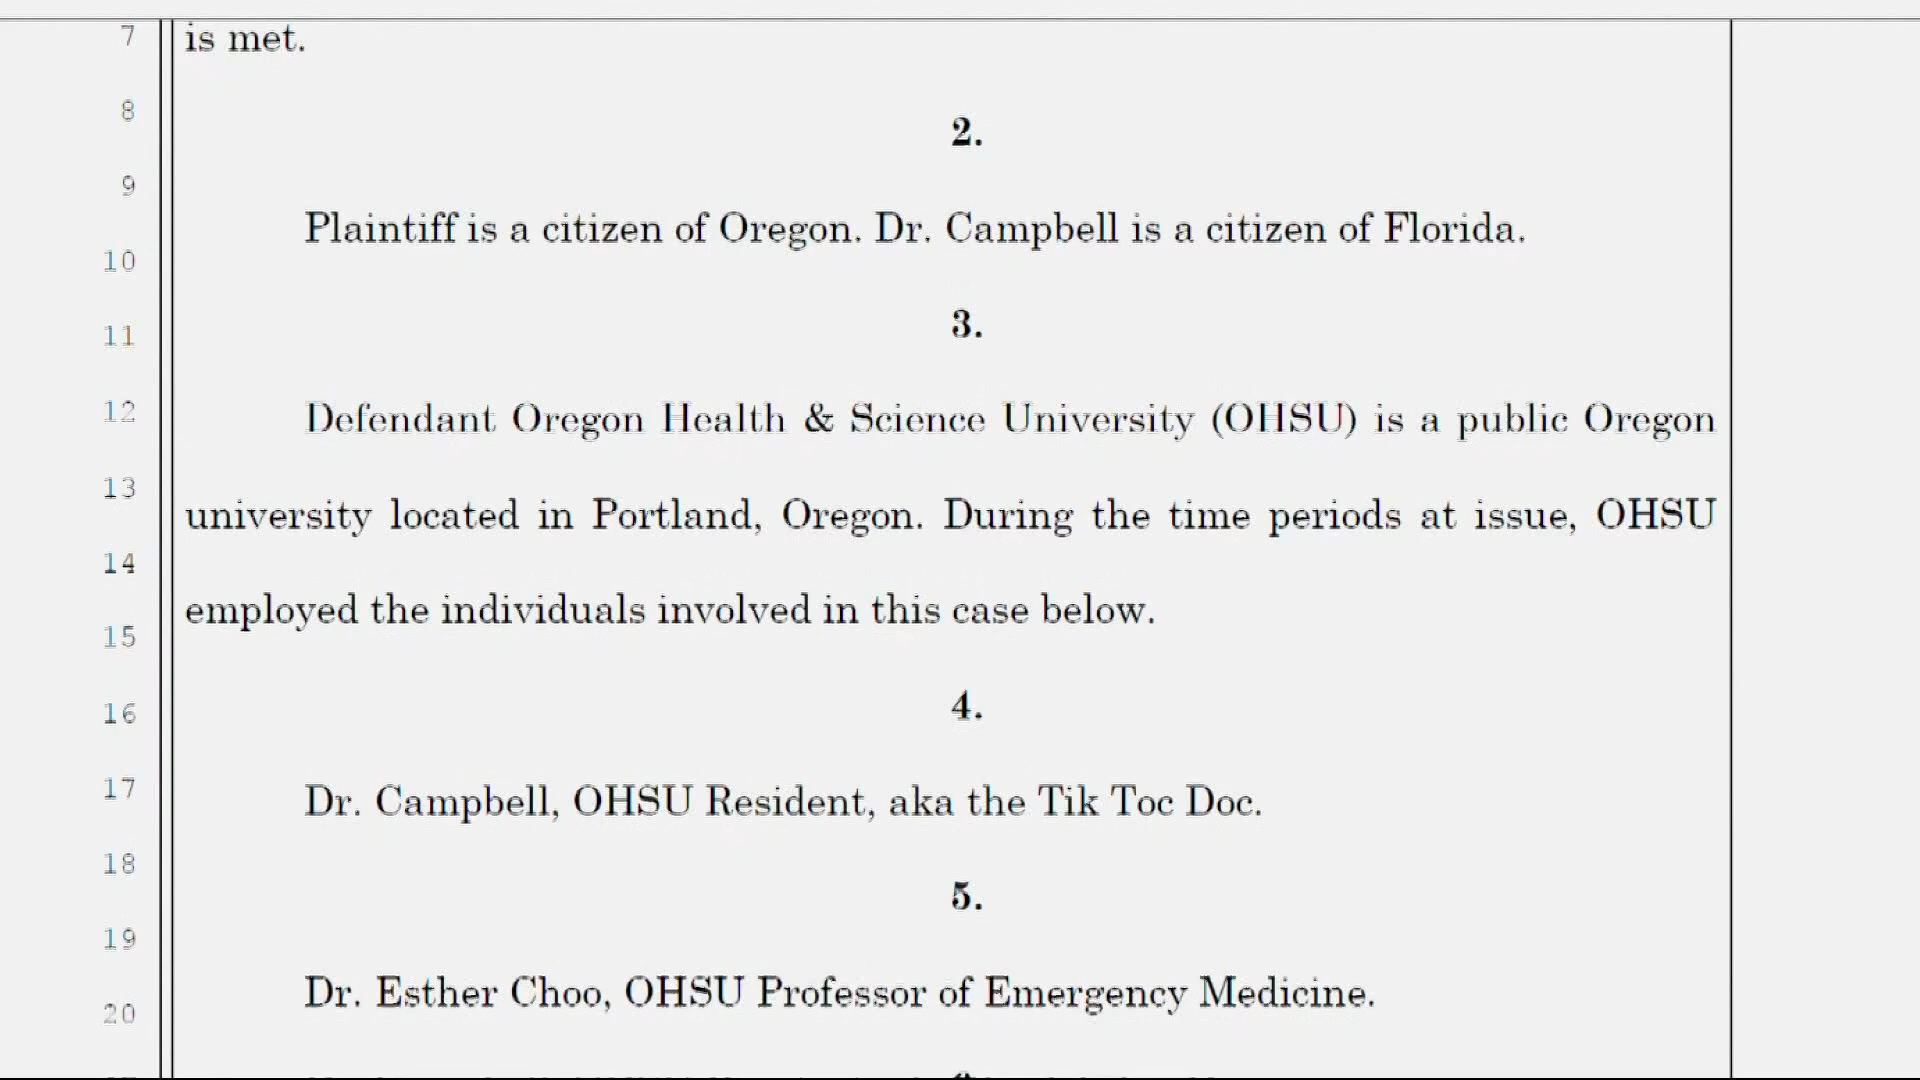 7
is met.
8
2.
9
Plaintiff is a citizen of Oregon. Dr. Campbell is a citizen of Florida.
10
3.
11
12
Defendant Oregon Health & Science University (OHSU) is a public Oregon
13
university located in Portland, Oregon. During the time periods at issue, OHSU
14
employed the individuals involved in this case below.
15
4.
16
17
Dr. Campbell, OHSU Resident, aka the Tik Toc Doc.
18
5.
19
Dr. Esther Choo, OHSU Professor of Emergency Medicine.
20